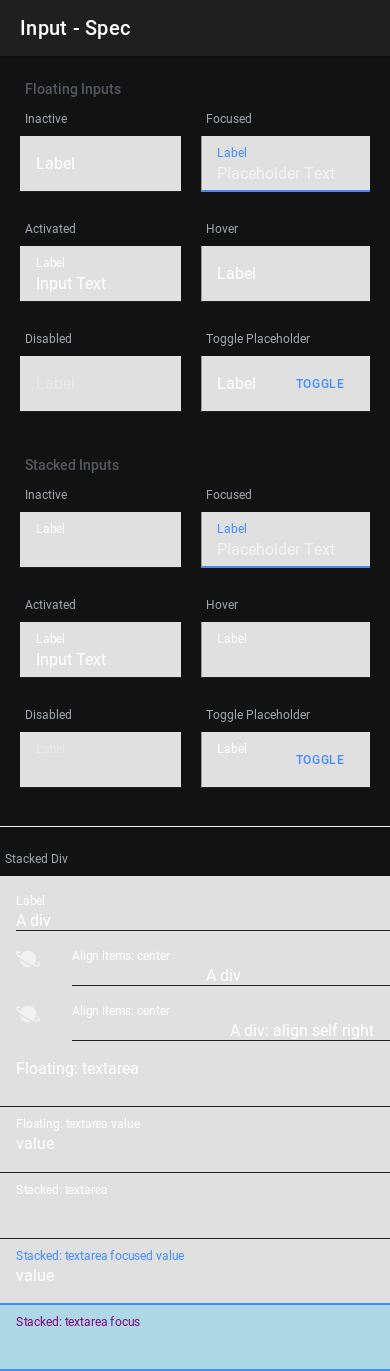 Input - Spec
Floating Inputs
Inactive
Focused
Label
Label
Placeholder Text
Activated
Hover
Label
Input Text
Label
Disabled
Toggle Placeholder
Label
Label
TOGGLE
Stacked Inputs
Inactive
Focused
Label
Label
Placeholder Text
Activated
Hover
Label
Input Text
Label
Disabled
Toggle Placeholder
Label
Label
TOGGLE
Stacked Div
Label
A div
Align items: center
A div
Align items: center
A div: align self right
Floating: textarea
Floating: textarea value
value
Stacked: textarea
Stacked: textarea focused value
value
Stacked: textarea focus